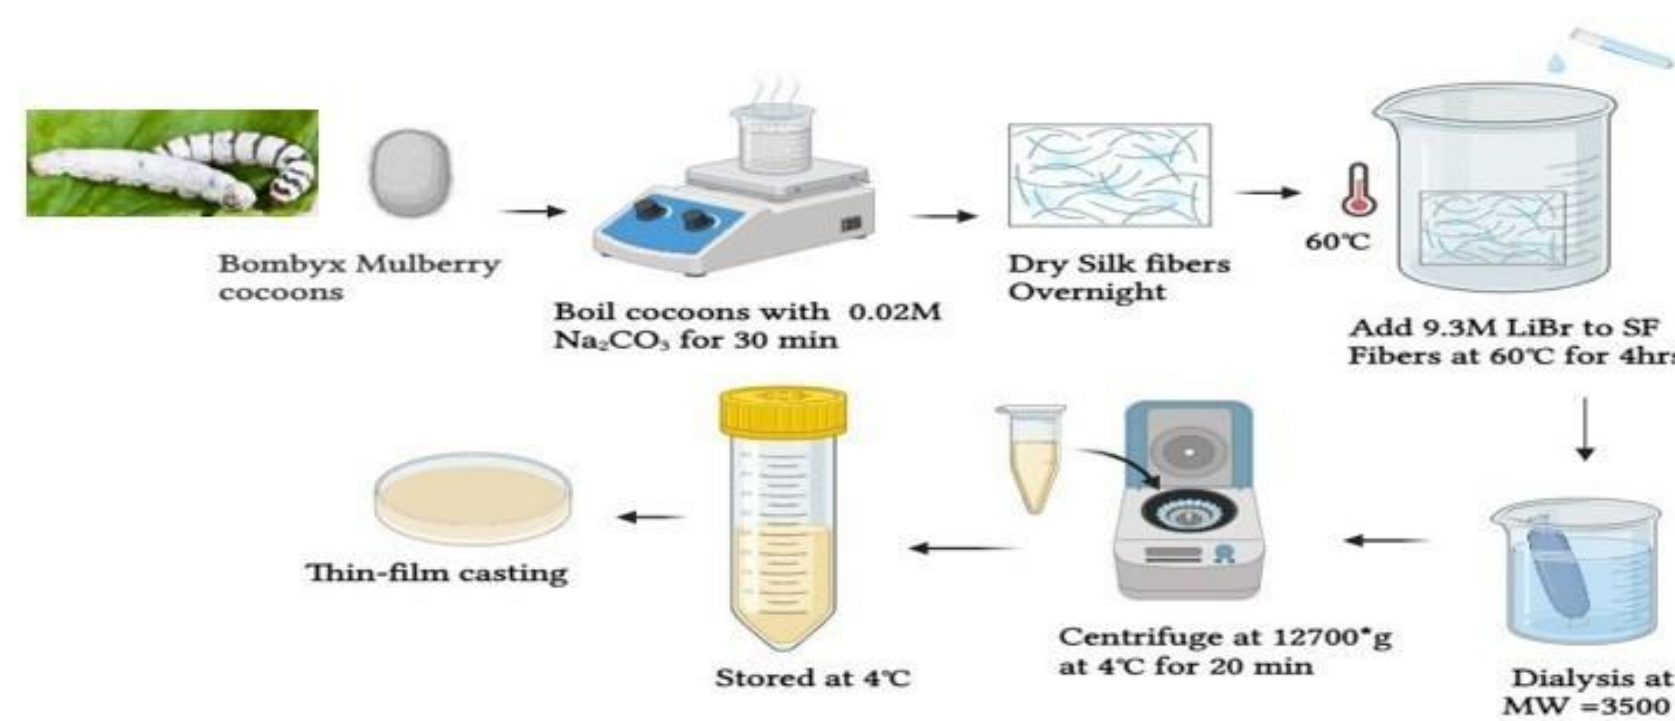 Bombyx Mulberry
cocoons
Boil cocoons with 0.02M
Na₂CO₃ for 30 min
Dry Silk fibers
Overnight
60℃
Add 9.3M LiBr to SF
Fibers at 60℃ for 4hrs
Dialysis at
MW =3500
Centrifuge at 12700*g
at 4℃ for 20 min
Stored at 4℃
Thin-film casting